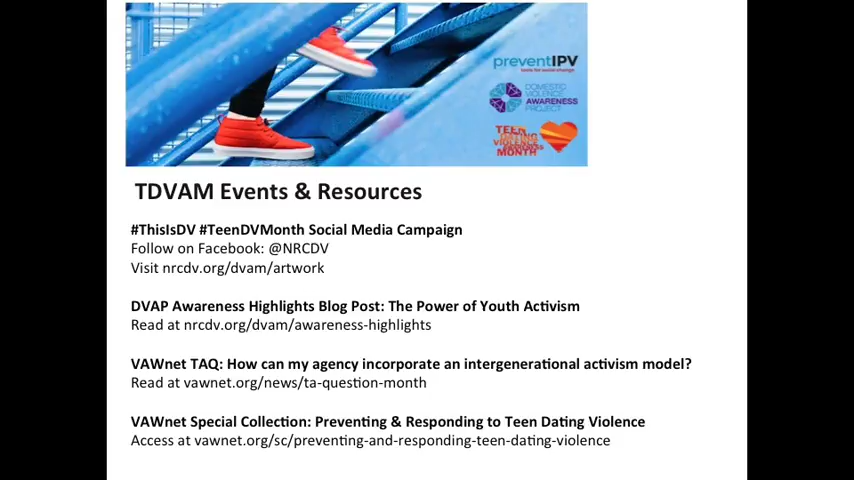 preventIPV
tools for social change
DOMESTIC
VIOLENCE
AWARENESS
PROJECT
TEEN
DATING
VIOLENCE
AWARENESS
MONTH
TDVAM Events & Resources
#ThisIsDV #TeenDVMonth Social Media Campaign
Follow on Facebook: @NRCDV
Visit nrcdv.org/dvam/artwork
DVAP Awareness Highlights Blog Post: The Power of Youth Activism
Read at nrcdv.org/dvam/awareness-highlights
VAWnet TAQ: How can my agency incorporate an intergenerational activism model?
Read at vawnet.org/news/ta-question-month
VAWnet Special Collection: Preventing & Responding to Teen Dating Violence
Access at vawnet.org/sc/preventing-and-responding-teen-dating-violence